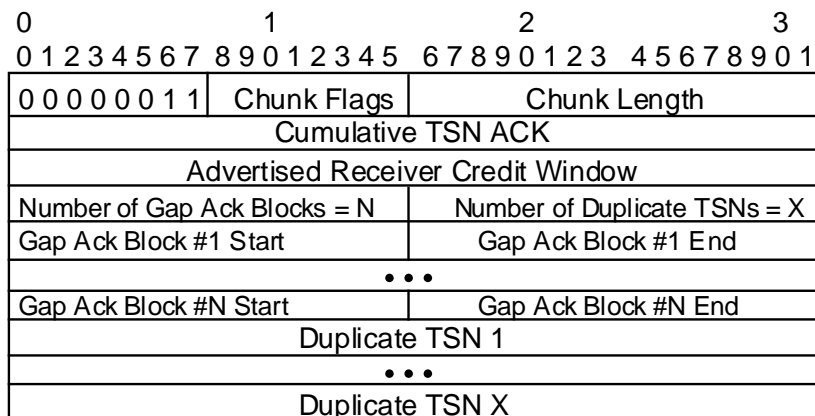 0 1 2 3
0 1 2 3 4 5 6 7 8 9 0 1 2 3 4 5 6 7 8 9 0 1 2 3 4 5 6 7 8 9 0 1
0 0 0 0 0 0 1 1 Chunk Flags Chunk Length
Cumulative TSN ACK
Advertised Receiver Credit Window
Number of Gap Ack Blocks = N Number of Duplicate TSNs = X
Gap Ack Block #1 Start Gap Ack Block #1 End
•••
Gap Ack Block #N Start Gap Ack Block #N End
Duplicate TSN 1
•••
Duplicate TSN X